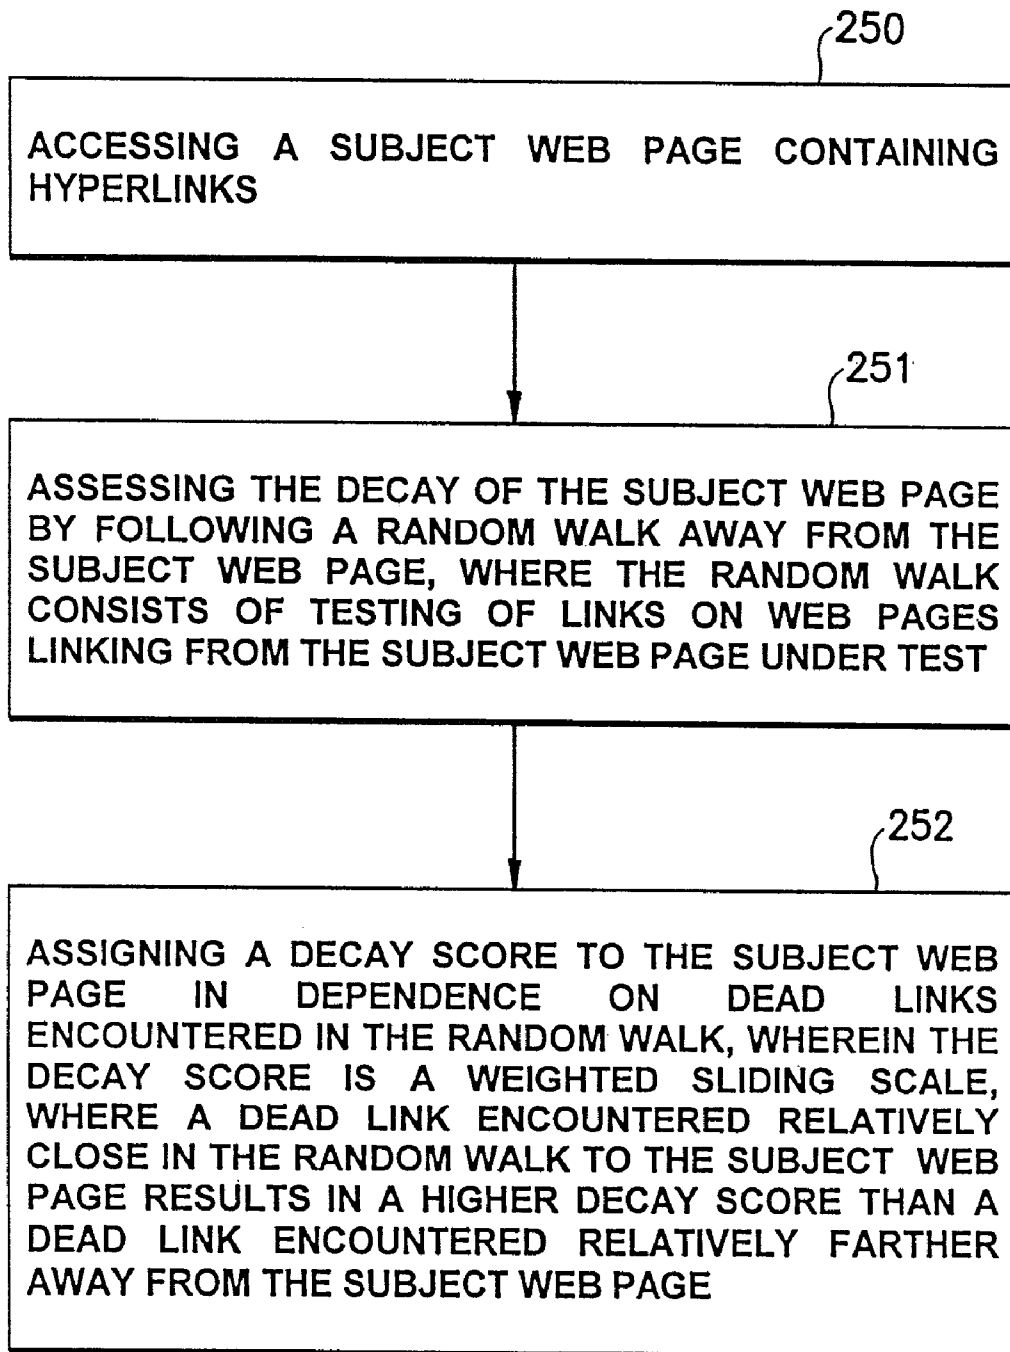 250
ACCESSING A SUBJECT WEB PAGE CONTAINING
HYPERLINKS
251
ASSESSING THE DECAY OF THE SUBJECT WEB PAGE
BY FOLLOWING A RANDOM WALK AWAY FROM THE
SUBJECT WEB PAGE, WHERE THE RANDOM WALK
CONSISTS OF TESTING OF LINKS ON WEB PAGES
LINKING FROM THE SUBJECT WEB PAGE UNDER TEST
252
ASSIGNING A DECAY SCORE TO THE SUBJECT WEB
PAGE IN DEPENDENCE ON DEAD LINKS
ENCOUNTERED IN THE RANDOM WALK, WHEREIN THE
DECAY SCORE IS A WEIGHTED SLIDING SCALE,
WHERE A DEAD LINK ENCOUNTERED RELATIVELY
CLOSE IN THE RANDOM WALK TO THE SUBJECT WEB
PAGE RESULTS IN A HIGHER DECAY SCORE THAN A
DEAD LINK ENCOUNTERED RELATIVELY FARTHER
AWAY FROM THE SUBJECT WEB PAGE